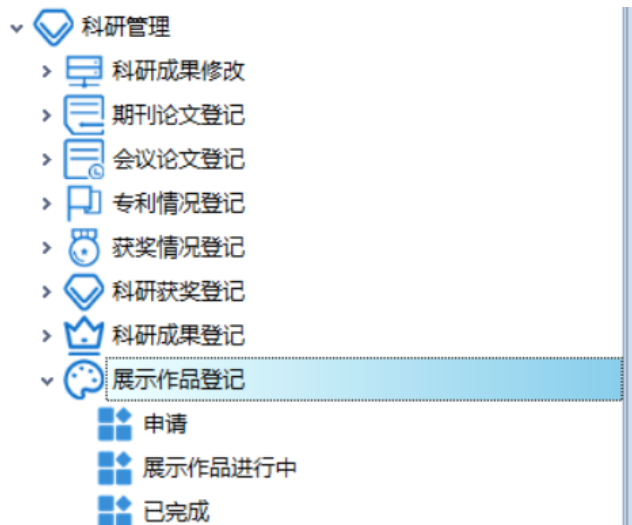 科研管理
科研成果修改
期刊论文登记
会议论文登记
专利情况登记
获奖情况登记
科研获奖登记
科研成果登记
展示作品登记
申请
展示作品进行中
已完成